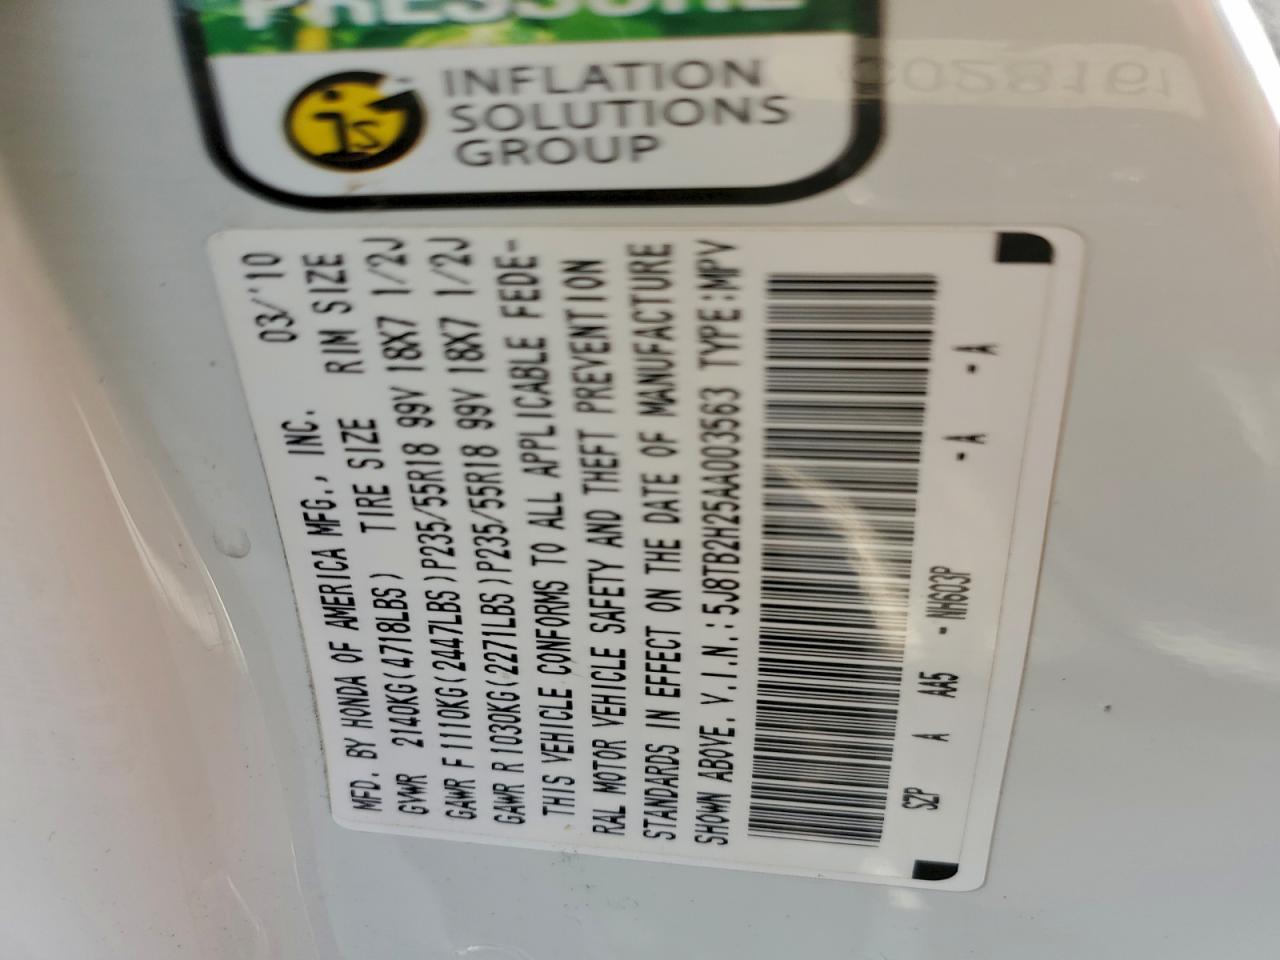 PRESSURE
INFLATION
SOLUTIONS
GROUP
is
MFD. BY HONDA OF AMERICA MFG., INC. 03/'10
GVWR 2140KG(4718LBS) TIRE SIZE RIM SIZE
GAWR F 1110KG(2447LBS)P235/55R18 99V 18X7 1/2J
GAWR R 1030KG(2271LBS)P235/55R18 99V 18X7 1/2J
THIS VEHICLE CONFORMS TO ALL APPLICABLE FEDE-
RAL MOTOR VEHICLE SAFETY AND THEFT PREVENTION
STANDARDS IN EFFECT ON THE DATE OF MANUFACTURE
SHOWN ABOVE. V.I.N.:5J8TB2H25AA003563 TYPE:MPV
SZP A AA5 - NH603P - A - A